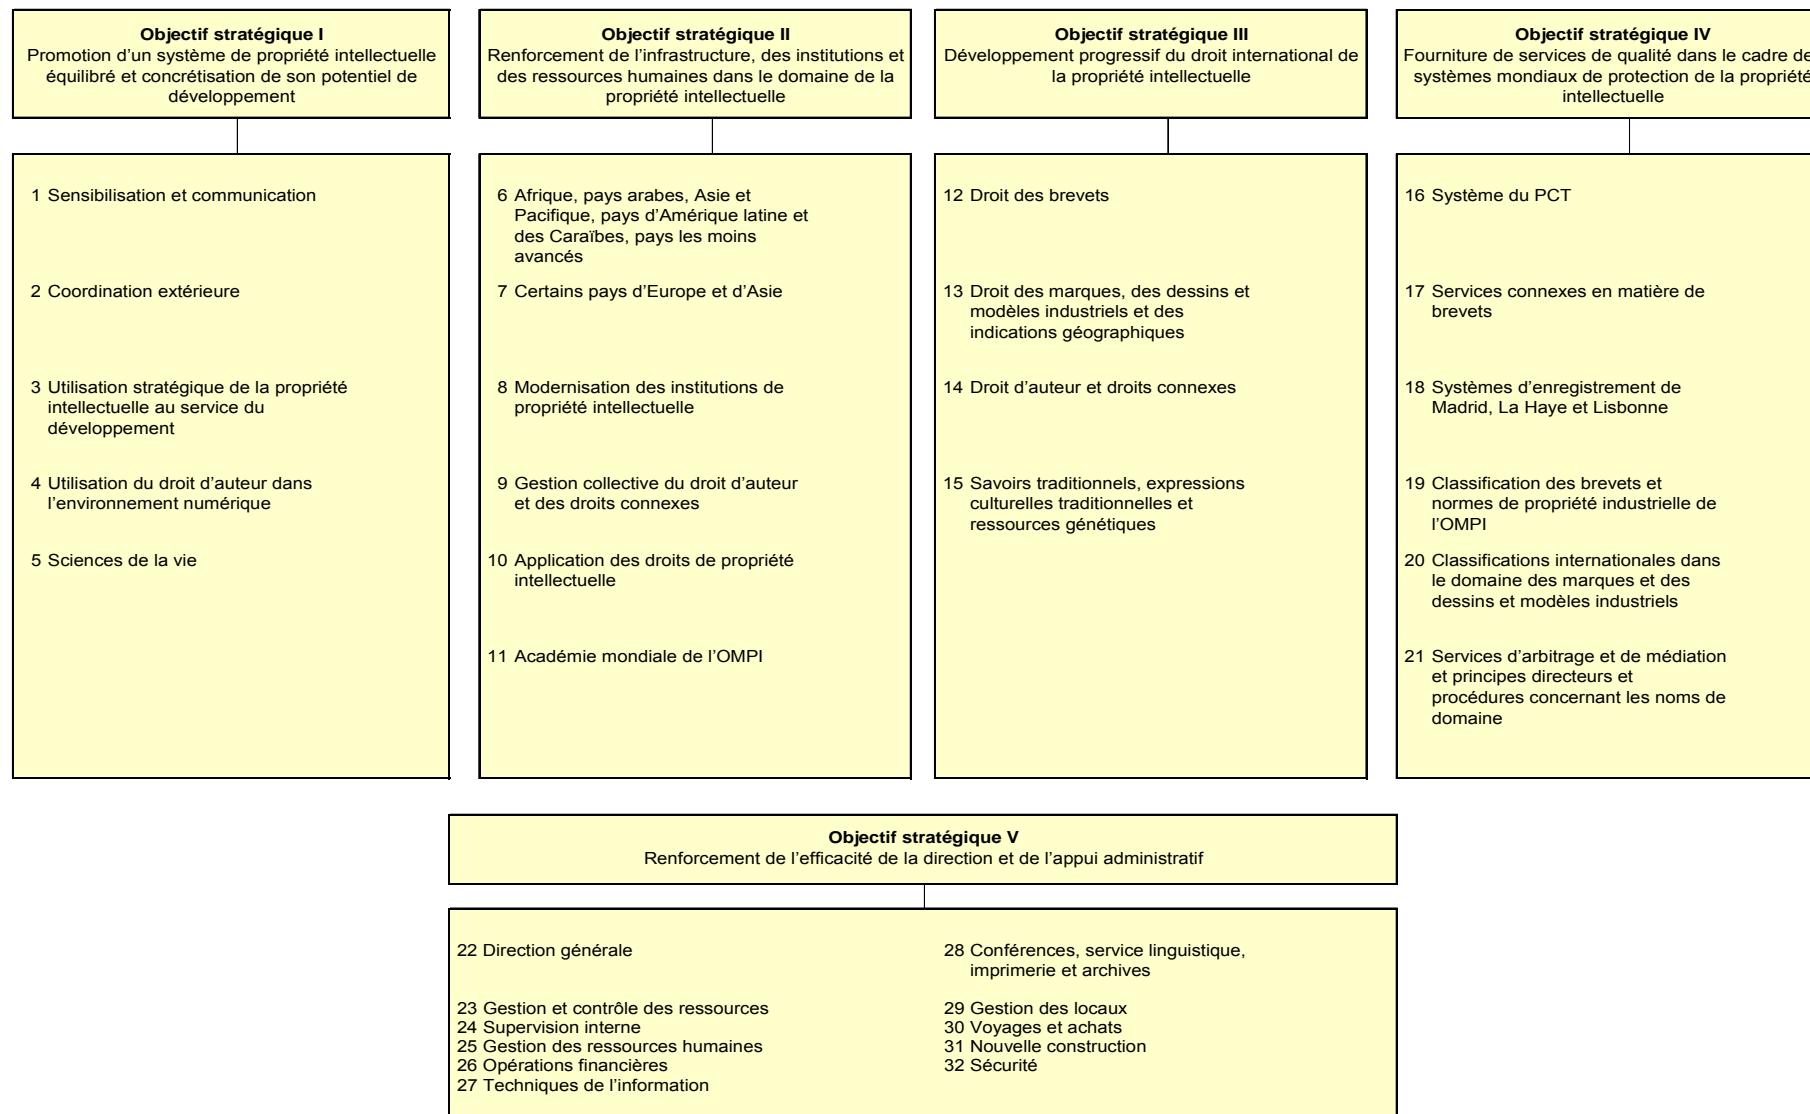 Objectif stratégique I
Promotion d’un système de propriété intellectuelle
équilibré et concrétisation de son potentiel de
développement
Objectif stratégique II
Renforcement de l’infrastructure, des institutions et
des ressources humaines dans le domaine de la
propriété intellectuelle
Objectif stratégique III
Développement progressif du droit international de
la propriété intellectuelle
Objectif stratégique IV
Fourniture de services de qualité dans le cadre de
systèmes mondiaux de protection de la propriété
intellectuelle
1 Sensibilisation et communication
2 Coordination extérieure
3 Utilisation stratégique de la propriété
intellectuelle au service du
développement
4 Utilisation du droit d’auteur dans
l’environnement numérique
5 Sciences de la vie
6 Afrique, pays arabes, Asie et
Pacifique, pays d’Amérique latine et
des Caraïbes, pays les moins
avancés
7 Certains pays d’Europe et d’Asie
8 Modernisation des institutions de
propriété intellectuelle
9 Gestion collective du droit d’auteur
et des droits connexes
10 Application des droits de propriété
intellectuelle
11 Académie mondiale de l’OMPI
12 Droit des brevets
13 Droit des marques, des dessins et
modèles industriels et des
indications géographiques
14 Droit d’auteur et droits connexes
15 Savoirs traditionnels, expressions
culturelles traditionnelles et
ressources génétiques
16 Système du PCT
17 Services connexes en matière de
brevets
18 Systèmes d’enregistrement de
Madrid, La Haye et Lisbonne
19 Classification des brevets et
normes de propriété industrielle de
l’OMPI
20 Classifications internationales dans
le domaine des marques et des
dessins et modèles industriels
21 Services d’arbitrage et de médiation
et principes directeurs et
procédures concernant les noms de
domaine
Objectif stratégique V
Renforcement de l’efficacité de la direction et de l’appui administratif
22 Direction générale
23 Gestion et contrôle des ressources
24 Supervision interne
25 Gestion des ressources humaines
26 Opérations financières
27 Techniques de l’information
28 Conférences, service linguistique,
imprimerie et archives
29 Gestion des locaux
30 Voyages et achats
31 Nouvelle construction
32 Sécurité